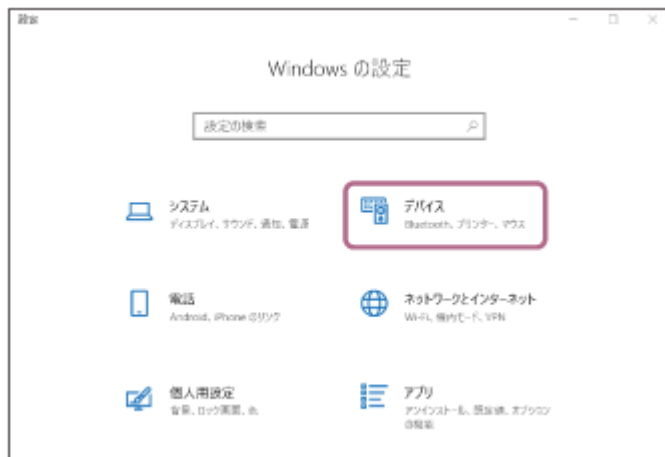 設定
Windows の設定
設定の検索
システム
ディスプレイ、サウンド、通知、電源
デバイス
Bluetooth、プリンター、マウス
電話
Android、iPhone のリンク
ネットワークとインターネット
Wi-Fi、機内モード、VPN
個人用設定
背景、ロック画面、色
アプリ
アンインストール、既定値、オプション
の機能